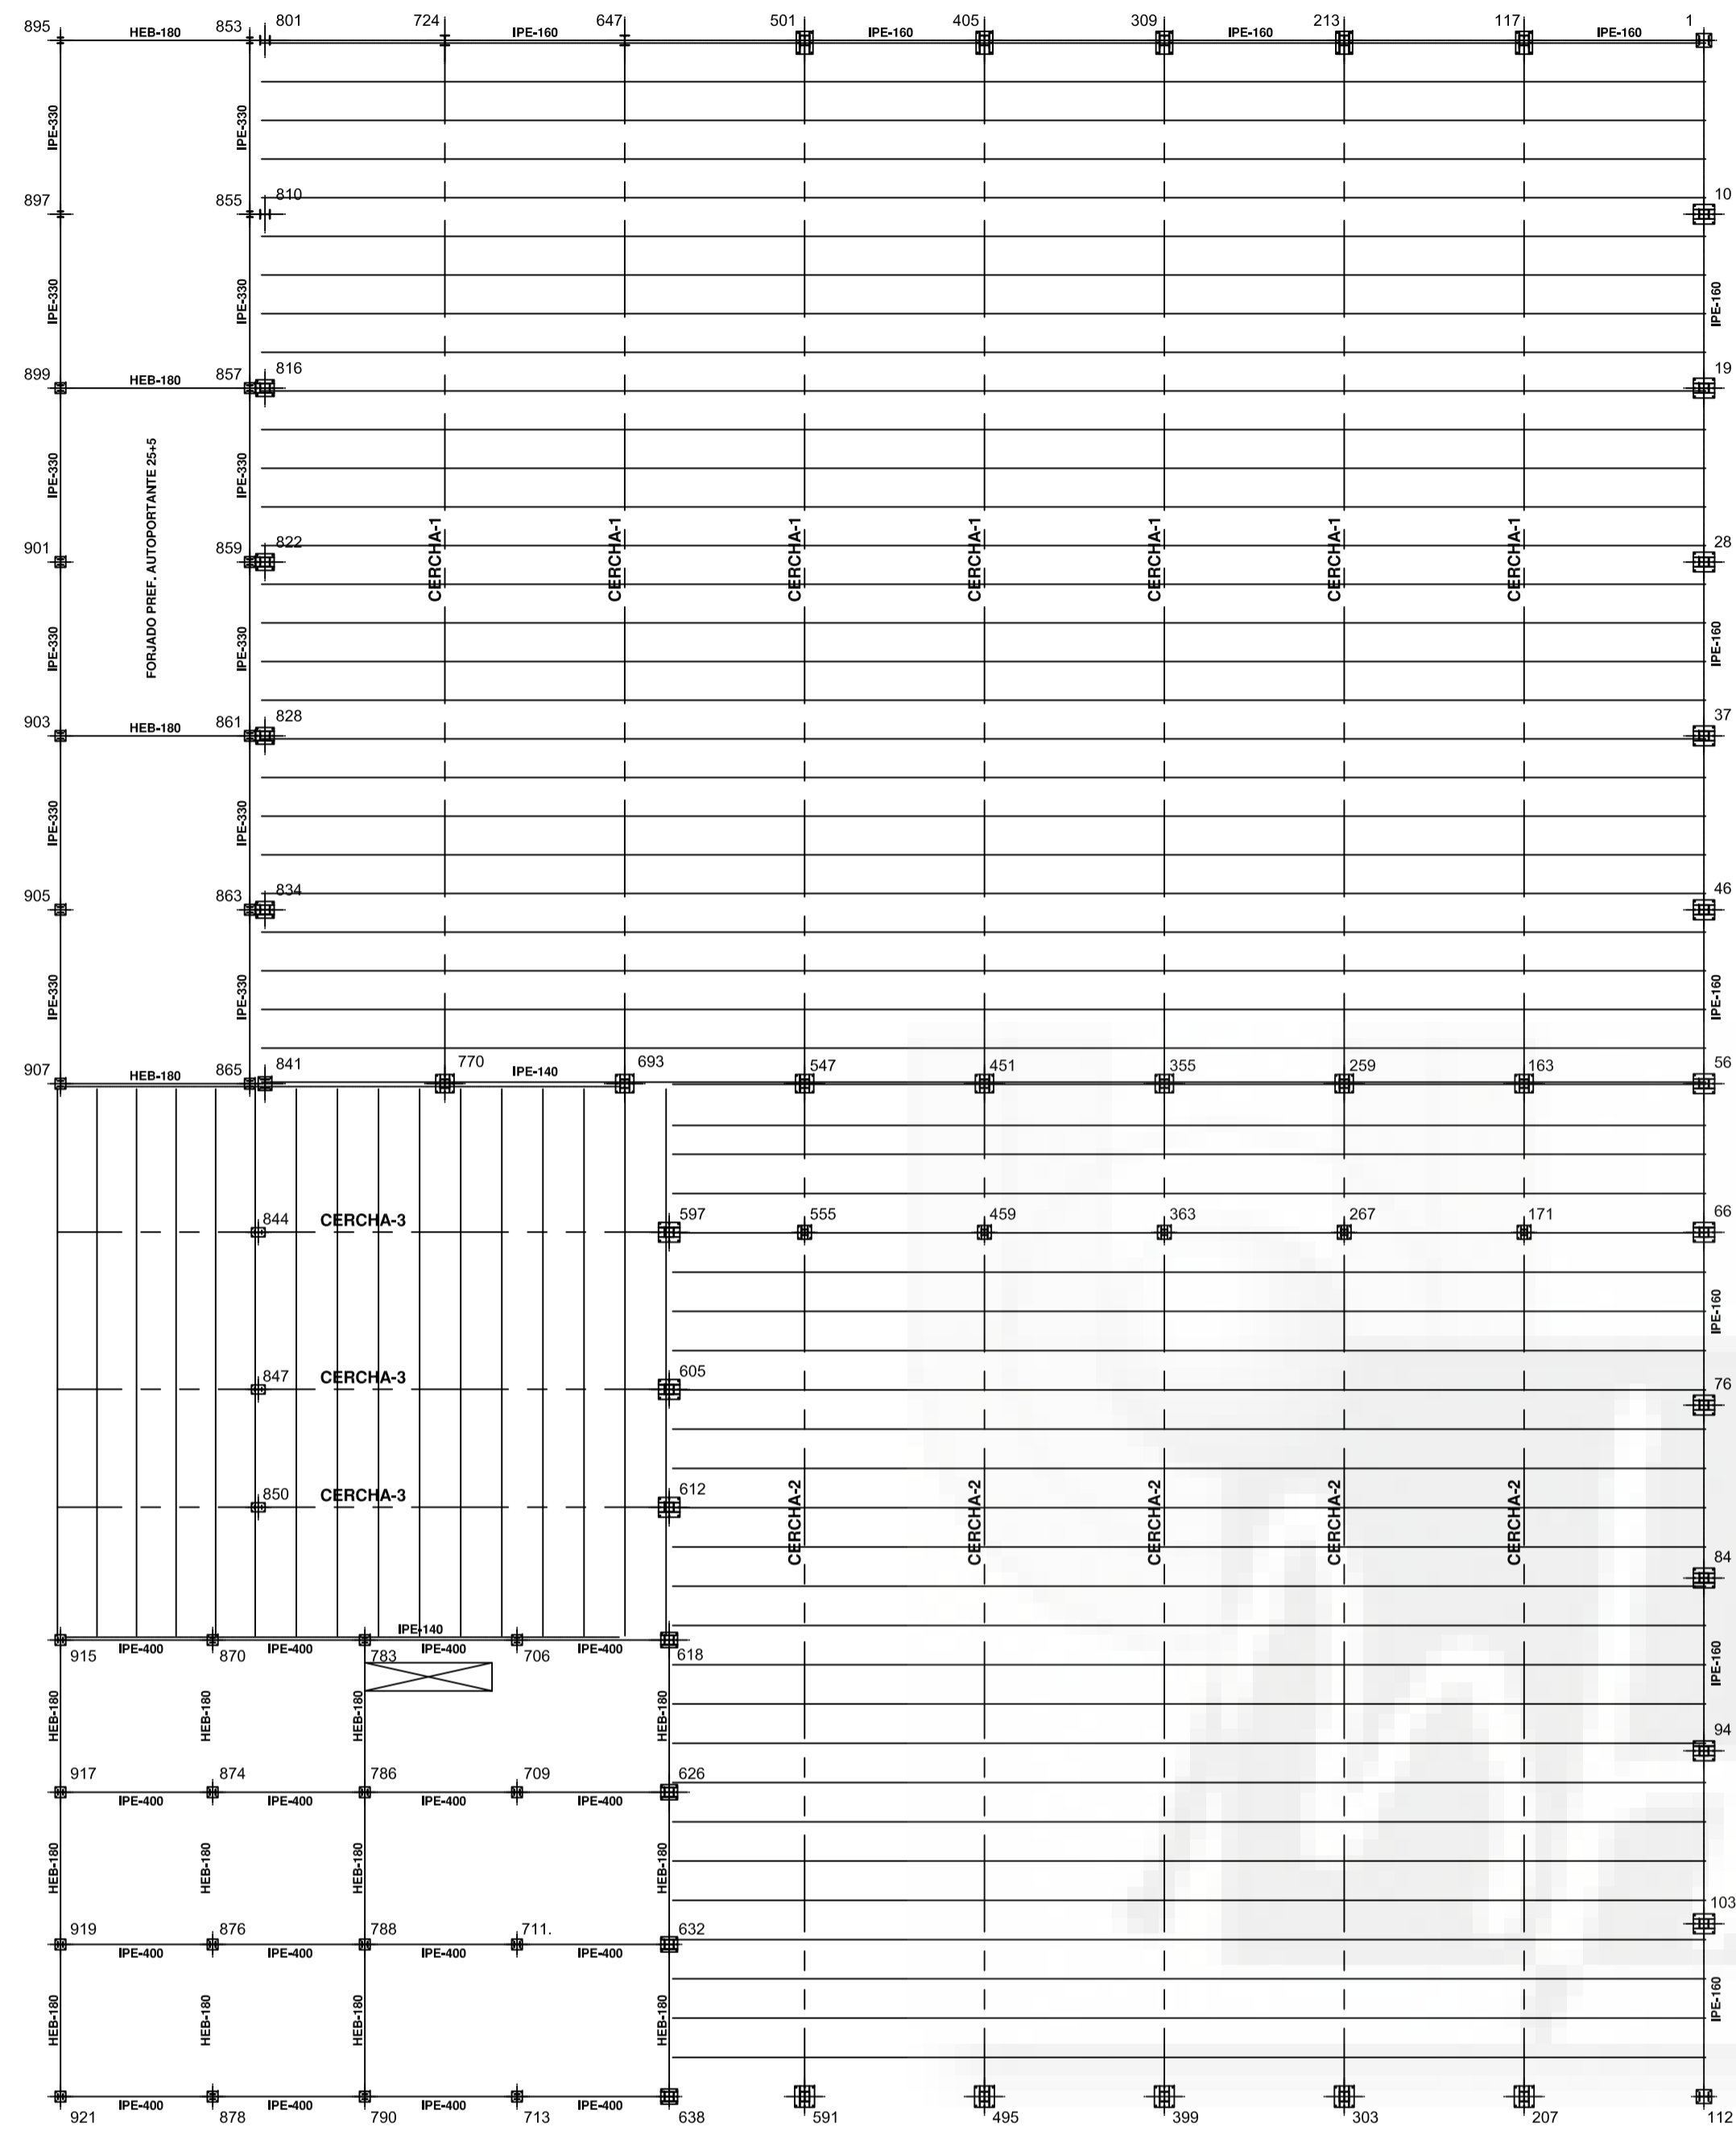 895 HEB-180 853 801 724 IPE-160 647 501 IPE-160 405 309 IPE-160 213 117 IPE-160 1
IPE-330 IPE-330
897 855 810 10
IPE-330 IPE-330 IPE-160
899 HEB-180 857 816 19
IPE-330 IPE-330
FORJADO PREF. AUTOPORTANTE 25+5
901 859 822 28
CERCHA-1 CERCHA-1 CERCHA-1 CERCHA-1 CERCHA-1 CERCHA-1 CERCHA-1
IPE-330 IPE-330 IPE-160
903 HEB-180 861 828 37
IPE-330 IPE-330
905 863 834 46
IPE-330 IPE-330 IPE-160
907 HEB-180 865 841 770 IPE-140 693 547 451 355 259 163 56
844 CERCHA-3 597 555 459 363 267 171 66
IPE-160
847 CERCHA-3 605 76
850 CERCHA-3 612
CERCHA-2 CERCHA-2 CERCHA-2 CERCHA-2 CERCHA-2
84
IPE-140
915 IPE-400 870 IPE-400 783 IPE-400 706 IPE-400 618
HEB-180 HEB-180 HEB-180 HEB-180 IPE-160
94
917 874 786 709 626
IPE-400 IPE-400 IPE-400 IPE-400
HEB-180 HEB-180 HEB-180 HEB-180
103
919 876 788 711. 632
IPE-400 IPE-400 IPE-400 IPE-400
HEB-180 HEB-180 HEB-180 HEB-180 IPE-160
921 IPE-400 878 IPE-400 790 IPE-400 713 IPE-400 638 591 495 399 303 207 112